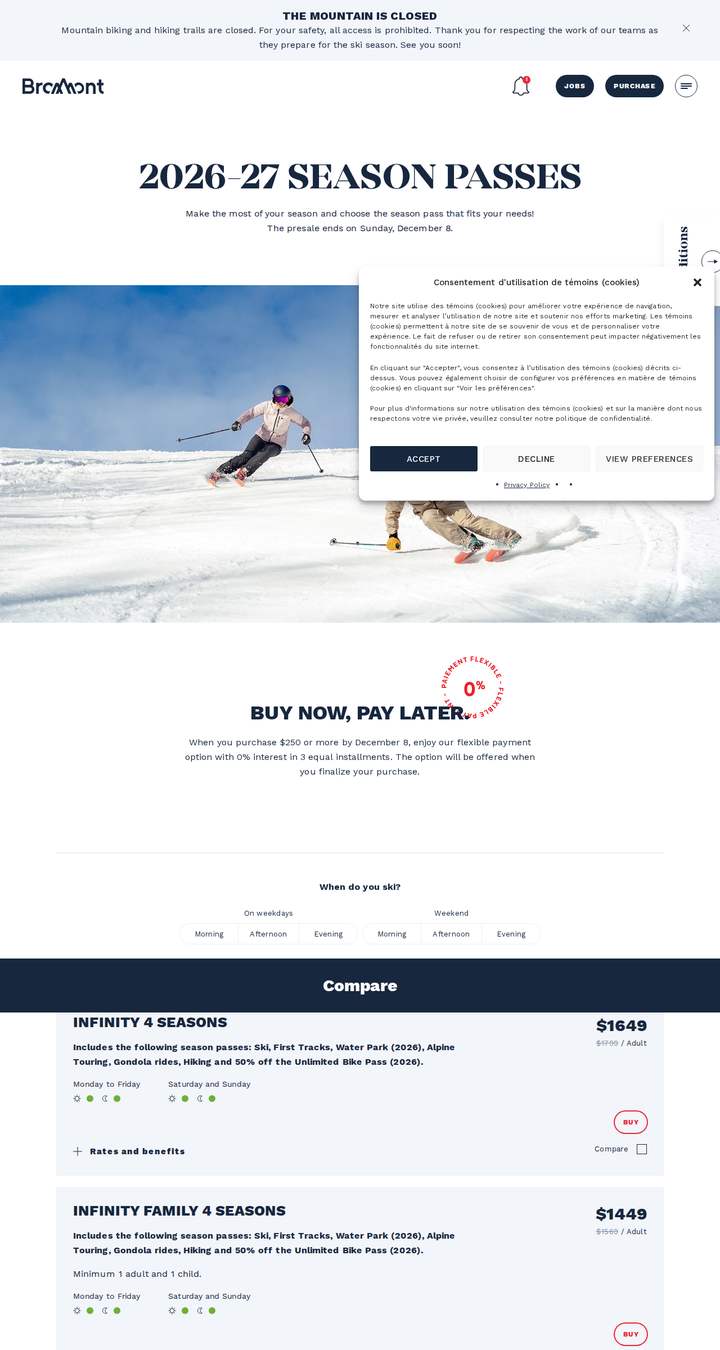 THE MOUNTAIN IS CLOSED
Mountain biking and hiking trails are closed. For your safety, all access is prohibited. Thank you for respecting the work of our teams as
they prepare for the ski season. See you soon!
Bromont
JOBS
PURCHASE
2026-27 SEASON PASSES
Make the most of your season and choose the season pass that fits your needs!
The presale ends on Sunday, December 8.
ditions
Consentement d'utilisation de témoins (cookies)
Notre site utilise des témoins (cookies) pour améliorer votre expérience de navigation,
mesurer et analyser l'utilisation de notre site et soutenir nos efforts marketing. Les témoins
(cookies) permettent à notre site de se souvenir de vous et de personnaliser votre
expérience. Le fait de refuser ou de retirer son consentement peut impacter négativement les
fonctionnalités du site internet.
En cliquant sur "Accepter", vous consentez à l'utilisation des témoins (cookies) décrits ci-
dessus. Vous pouvez également choisir de configurer vos préférences en matière de témoins
(cookies) en cliquant sur "Voir les préférences".
Pour plus d'informations sur notre utilisation des témoins (cookies) et sur la manière dont nous
respectons votre vie privée, veuillez consulter notre politique de confidentialité.
ACCEPT
DECLINE
VIEW PREFERENCES
Privacy Policy
PAIEMENT FLEXIBLE - FLEXIBLE PAY
NT -
0%
BUY NOW, PAY LATER.
When you purchase $250 or more by December 8, enjoy our flexible payment
option with 0% interest in 3 equal installments. The option will be offered when
you finalize your purchase.
When do you ski?
On weekdays
Weekend
Morning
Afternoon
Evening
Morning
Afternoon
Evening
Compare
INFINITY 4 SEASONS
$1649
/ Adult
Includes the following season passes: Ski, First Tracks, Water Park (2026), Alpine
Touring, Gondola rides, Hiking and 50% off the Unlimited Bike Pass (2026).
Monday to Friday
Saturday and Sunday
BUY
Rates and benefits
Compare
INFINITY FAMILY 4 SEASONS
$1449
/ Adult
Includes the following season passes: Ski, First Tracks, Water Park (2026), Alpine
Touring, Gondola rides, Hiking and 50% off the Unlimited Bike Pass (2026).
Minimum 1 adult and 1 child.
Monday to Friday
Saturday and Sunday
BUY